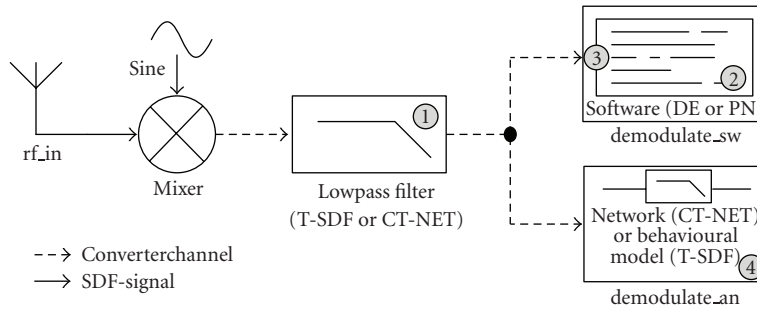 Sine
rf_in
Mixer
1
Lowpass filter
(T-SDF or CT-NET)
3
2
Software (DE or PN
demodulate_sw
Network (CT-NET)
or behavioural
model (T-SDF)
4
demodulate_an
Converterchannel
SDF-signal